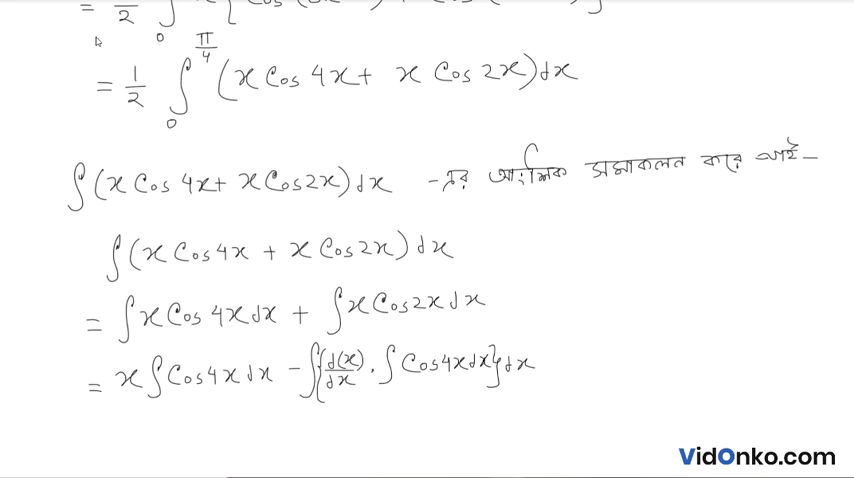 = 1/2 ∫₀^{π/4} (x Cos 4x + x Cos 2x) dx
∫ (x Cos 4x + x Cos 2x) dx -এর আংশিক সমাকলন করে পাই-
∫ (x Cos 4x + x Cos 2x) dx
= ∫ x Cos 4x dx + ∫ x Cos 2x dx
= x ∫ Cos 4x dx - ∫ { d(x)/dx . ∫ Cos 4x dx } dx
VidOnko.com